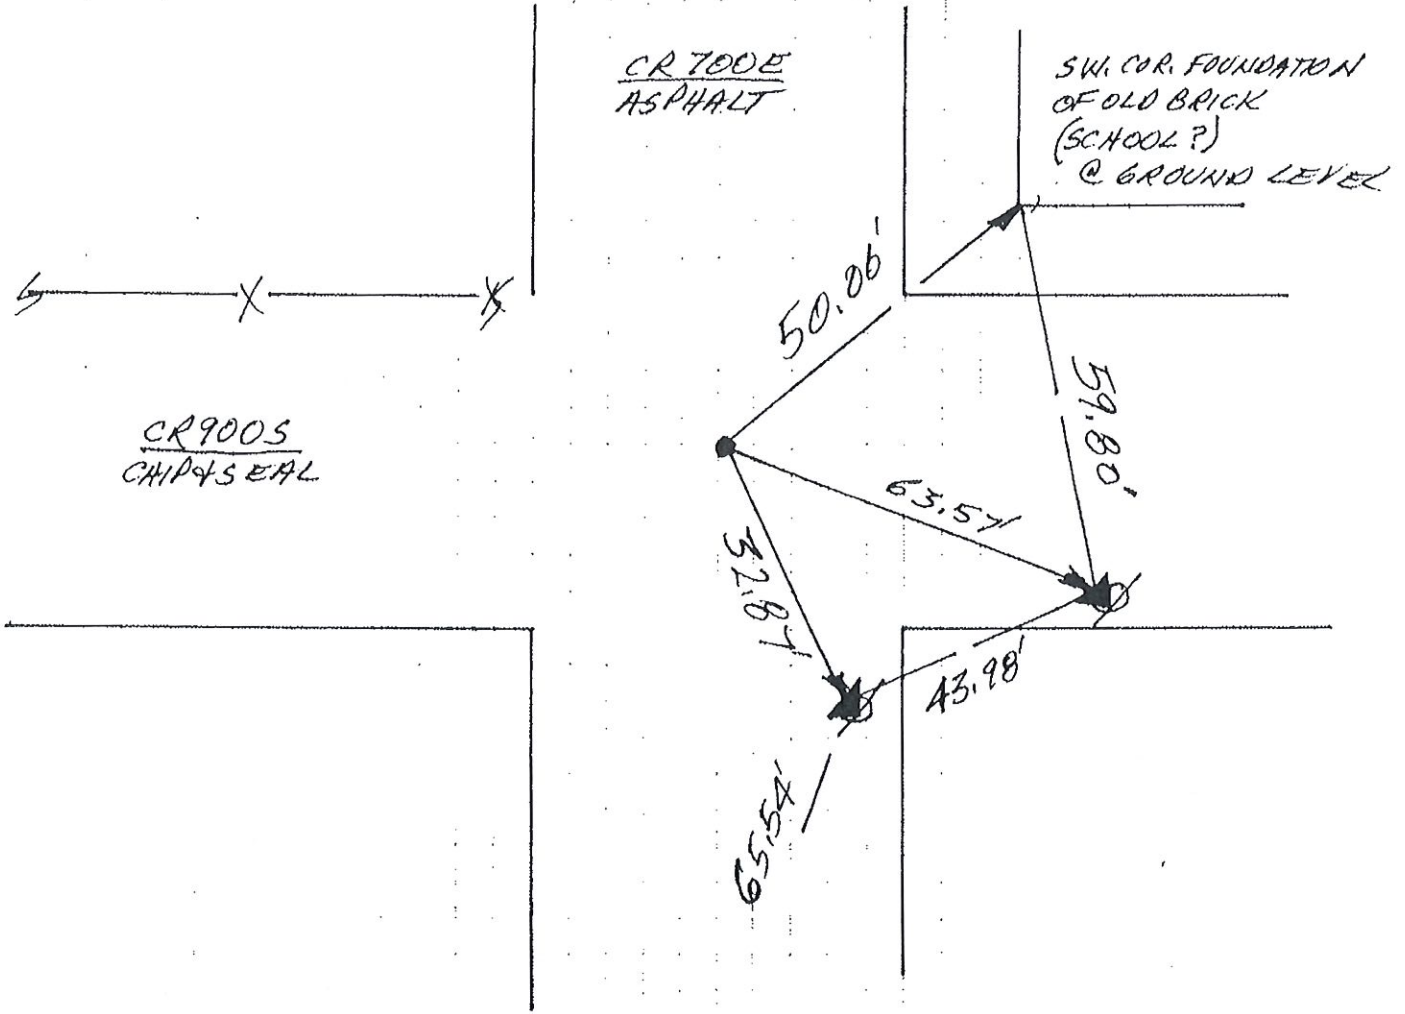 CR 700E
ASPHALT
SW. COR. FOUNDATION
OF OLD BRICK
(SCHOOL?)
@ GROUND LEVEL
50.06'
59.80'
CR900S
CHIP&SEAL
63.57'
32.87'
43.98'
65.54'